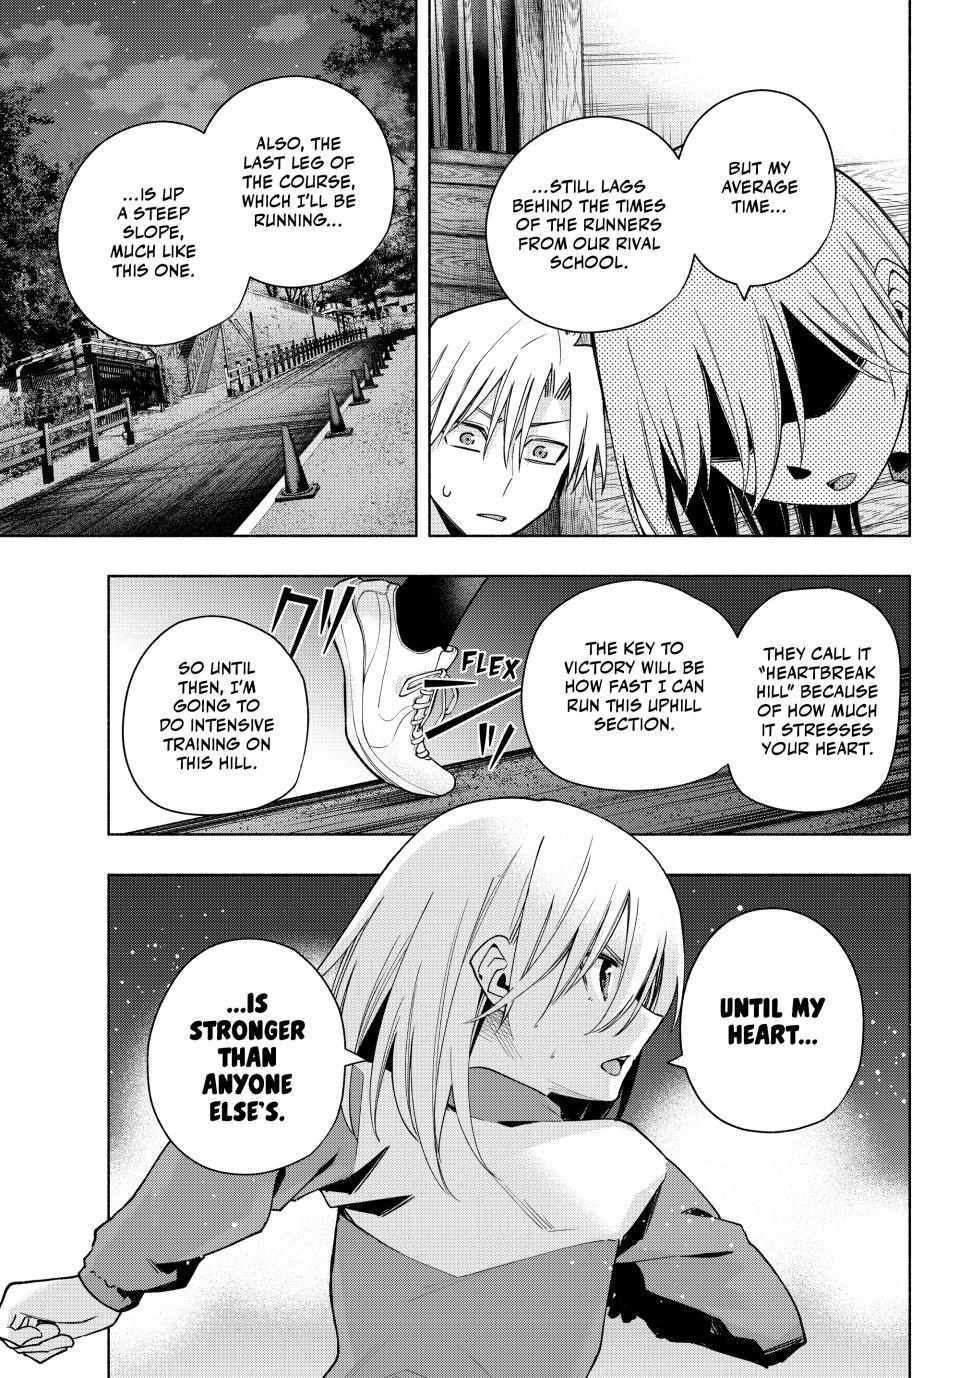 BUT MY
AVERAGE
TIME...
...STILL LAGS
BEHIND THE TIMES
OF THE RUNNERS
FROM OUR RIVAL
SCHOOL.
ALSO, THE
LAST LEG OF
THE COURSE,
WHICH I'LL BE
RUNNING...
...IS UP
A STEEP
SLOPE,
MUCH LIKE
THIS ONE.
THEY CALL IT
"HEARTBREAK
HILL" BECAUSE
OF HOW MUCH
IT STRESSES
YOUR HEART.
THE KEY TO
VICTORY WILL BE
HOW FAST I CAN
RUN THIS UPHILL
SECTION.
FLEX
グッ
グッ
SO UNTIL
THEN, I'M
GOING TO
DO INTENSIVE
TRAINING ON
THIS HILL.
UNTIL MY
HEART...
...IS
STRONGER
THAN
ANYONE
ELSE'S.